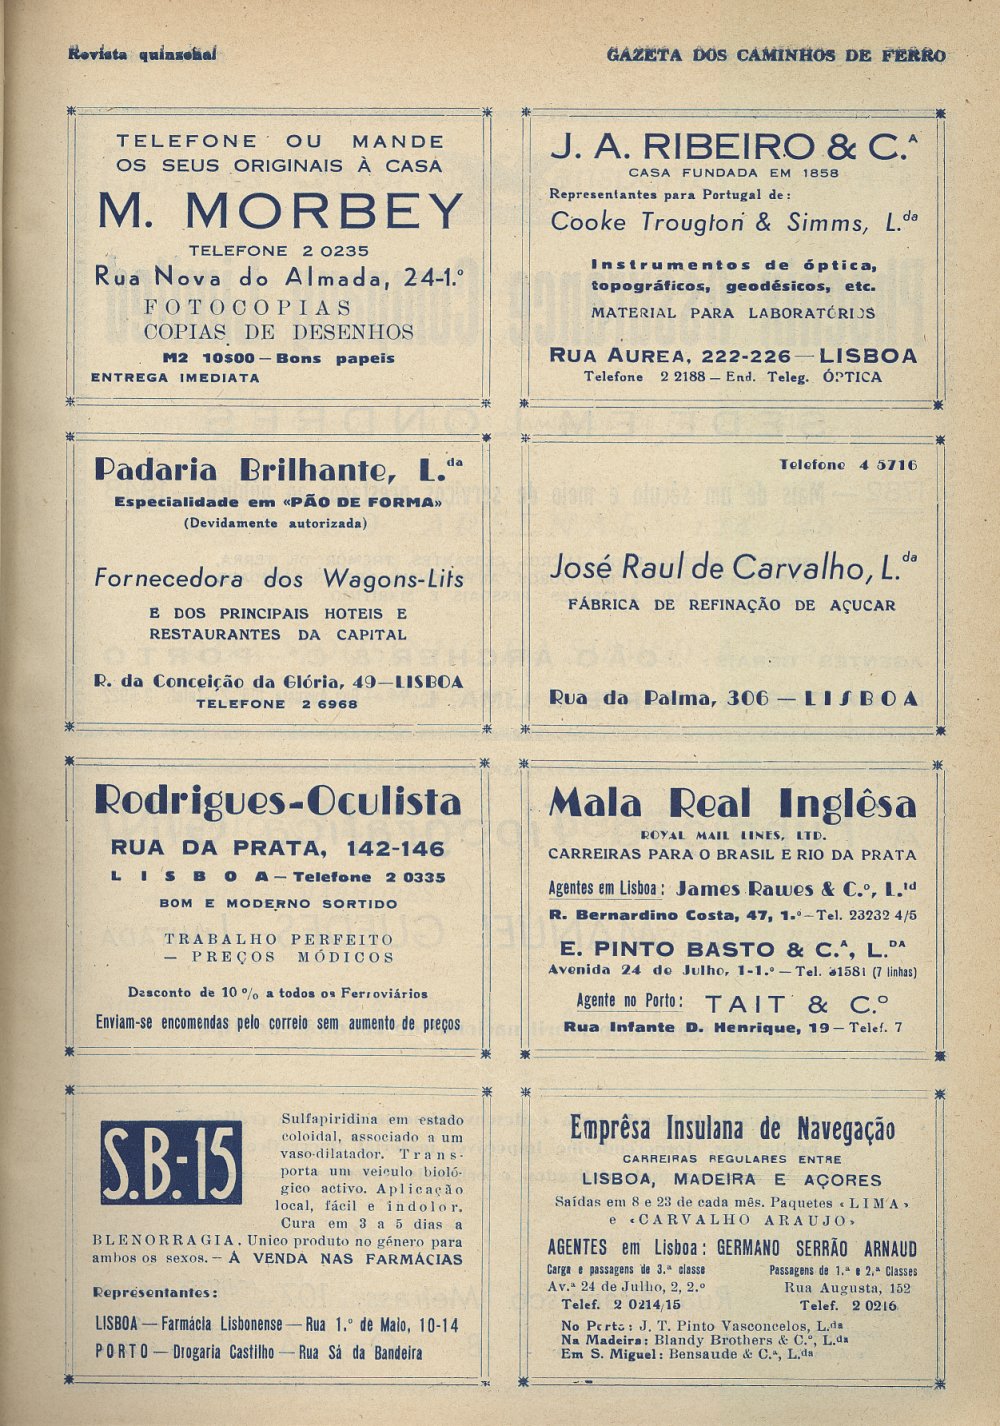 Revista quinzenal
GAZETA DOS CAMINHOS DE FERRO
TELEFONE OU MANDE
OS SEUS ORIGINAIS À CASA
M. MORBEY
TELEFONE 2 0235
Rua Nova do Almada, 24-1.º
FOTOCOPIAS
COPIAS DE DESENHOS
M2 10$00 — Bons papeis
ENTREGA IMEDIATA
J. A. RIBEIRO & C.ᴬ
CASA FUNDADA EM 1858
Representantes para Portugal de:
Cooke Trougton & Simms, L.da
Instrumentos de óptica,
topográficos, geodésicos, etc.
MATERIAL PARA LABORATÓRIOS
RUA AUREA, 222-226 — LISBOA
Telefone 2 2188 — End. Teleg. ÓPTICA
Padaria Brilhante, L.da
Especialidade em «PÃO DE FORMA»
(Devidamente autorizada)
Fornecedora dos Wagons-Lits
E DOS PRINCIPAIS HOTEIS E
RESTAURANTES DA CAPITAL
R. da Conceição da Glória, 49—LISBOA
TELEFONE 2 6968
Telefone 4 5716
José Raul de Carvalho, L.da
FÁBRICA DE REFINAÇÃO DE AÇUCAR
Rua da Palma, 306 — LISBOA
Rodrigues-Oculista
RUA DA PRATA, 142-146
LISBOA — Telefone 2 0335
BOM E MODERNO SORTIDO
TRABALHO PERFEITO
— PREÇOS MÓDICOS
Desconto de 10 % a todos os Ferroviários
Enviam-se encomendas pelo correio sem aumento de preços
Mala Real Inglêsa
ROYAL MAIL LINES, LTD.
CARREIRAS PARA O BRASIL E RIO DA PRATA
Agentes em Lisboa: James Rawes & C.º, L.td
R. Bernardino Costa, 47, 1.º — Tel. 23232 4/5
E. PINTO BASTO & C.ᴬ, L.DA
Avenida 24 de Julho, 1-1.º — Tel. 31581 (7 linhas)
Agente no Porto: TAIT & C.º
Rua Infante D. Henrique, 19 — Telef. 7
S.B.-15
Sulfapiridina em estado
coloidal, associado a um
vaso-dilatador. Trans-
porta um veiculo bioló-
gico activo. Aplicação
local, fácil e indolor.
Cura em 3 a 5 dias a
BLENORRAGIA. Unico produto no género para
ambos os sexos. — À VENDA NAS FARMÁCIAS
Representantes:
LISBOA — Farmácia Lisbonense — Rua 1.º de Maio, 10-14
PORTO — Drogaria Castilho — Rua Sá da Bandeira
Emprêsa Insulana de Navegação
CARREIRAS REGULARES ENTRE
LISBOA, MADEIRA E AÇORES
Saídas em 8 e 23 de cada mês. Paquetes «LIMA»
e «CARVALHO ARAUJO»
AGENTES em Lisboa: GERMANO SERRÃO ARNAUD
Carga e passagens de 3.ª classe
Av.ª 24 de Julho, 2, 2.º
Telef. 2 0214/15
Passagens de 1.ª e 2.ª Classes
Rua Augusta, 152
Telef. 2 0216
No Porto: J. T. Pinto Vasconcelos, L.da
Na Madeira: Blandy Brothers & C.º, L.da
Em S. Miguel: Bensaude & C.ª, L.da